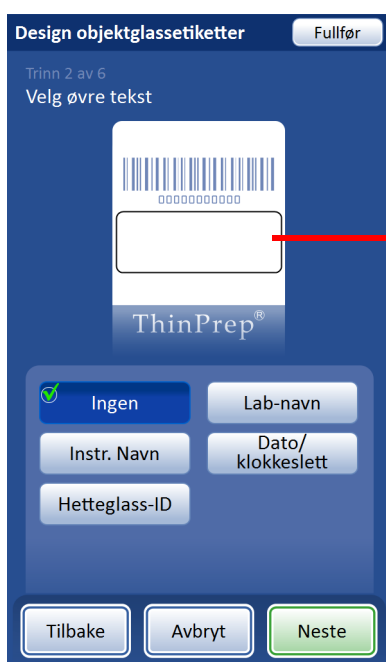 Design objektglassetiketter
Fullfør
Trinn 2 av 6
Velg øvre tekst
00000000000
ThinPrep®
Ingen
Lab-navn
Instr. Navn
Dato/
klokkeslett
Hetteglass-ID
Tilbake
Avbryt
Neste